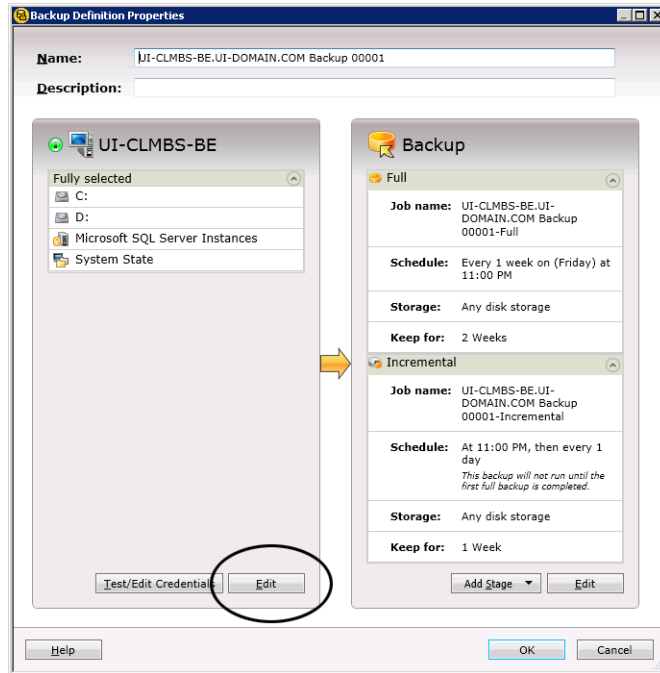 Backup Definition Properties
Name:
UI-CLMBS-BE.UI-DOMAIN.COM Backup 00001
Description:
UI-CLMBS-BE
Fully selected
C:
D:
Microsoft SQL Server Instances
System State
Test/Edit Credentials
Edit
Backup
Full
Job name: UI-CLMBS-BE.UI-
DOMAIN.COM Backup
00001-Full
Schedule: Every 1 week on (Friday) at
11:00 PM
Storage: Any disk storage
Keep for: 2 Weeks
Incremental
Job name: UI-CLMBS-BE.UI-
DOMAIN.COM Backup
00001-Incremental
Schedule: At 11:00 PM, then every 1
day
This backup will not run until the
first full backup is completed.
Storage: Any disk storage
Keep for: 1 Week
Add Stage
Edit
Help
OK
Cancel